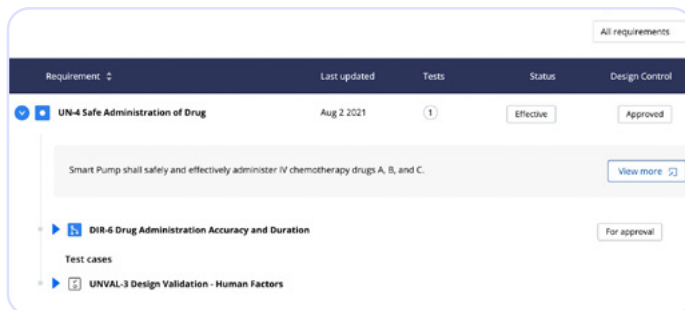 All requirements
Requirement Last updated Tests Status Design Control
UN-4 Safe Administration of Drug Aug 2 2021 1 Effective Approved
Smart Pump shall safely and effectively administer IV chemotherapy drugs A, B, and C. View more
DIR-6 Drug Administration Accuracy and Duration For approval
Test cases
UNVAL-3 Design Validation - Human Factors